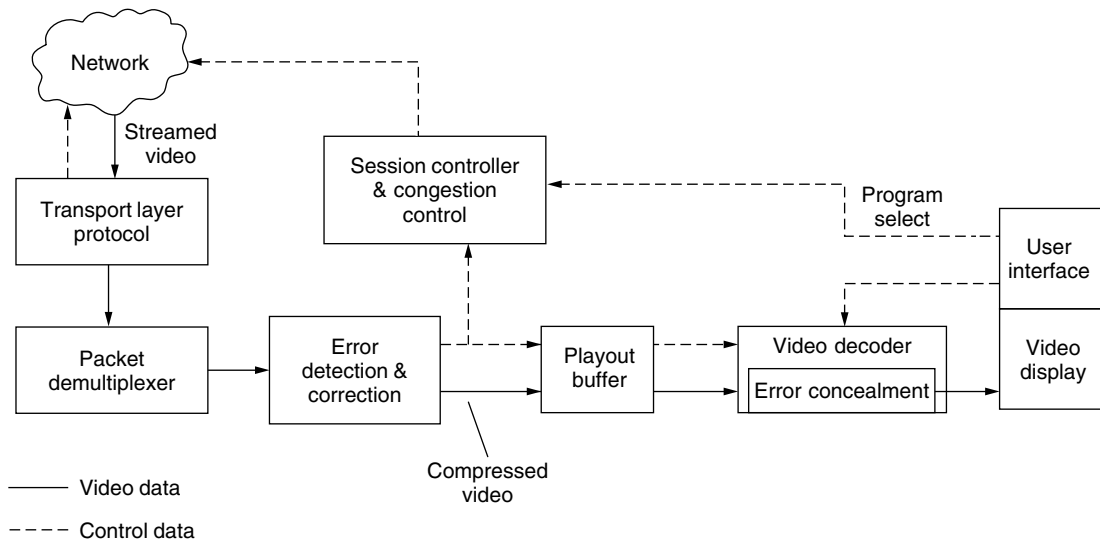 Network
Streamed
video
Transport layer
protocol
Session controller
& congestion
control
Program
select
User
interface
Packet
demultiplexer
Error
detection &
correction
Playout
buffer
Video decoder
Error concealment
Video
display
Compressed
video
Video data
Control data